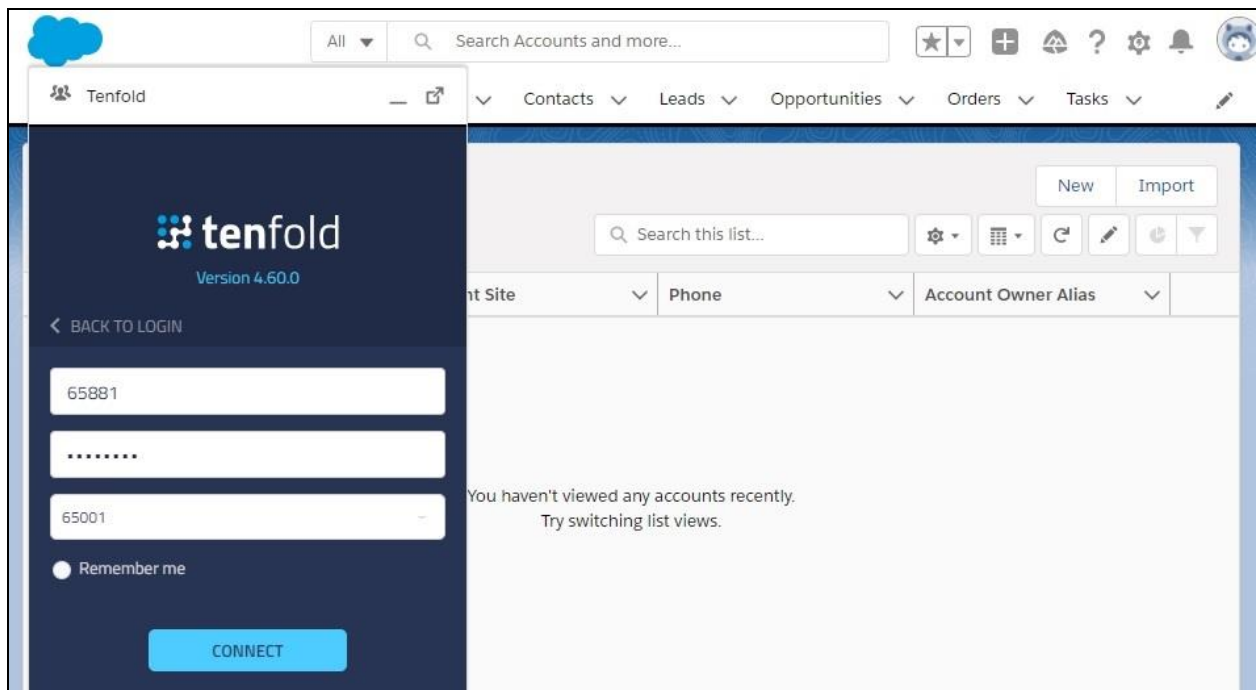 All
Search Accounts and more...
Tenfold
Contacts
Leads
Opportunities
Orders
Tasks
New
Import
tenfold
Version 4.60.0
Search this list...
nt Site
Phone
Account Owner Alias
BACK TO LOGIN
65881
••••••••
65001
You haven't viewed any accounts recently.
Try switching list views.
Remember me
CONNECT